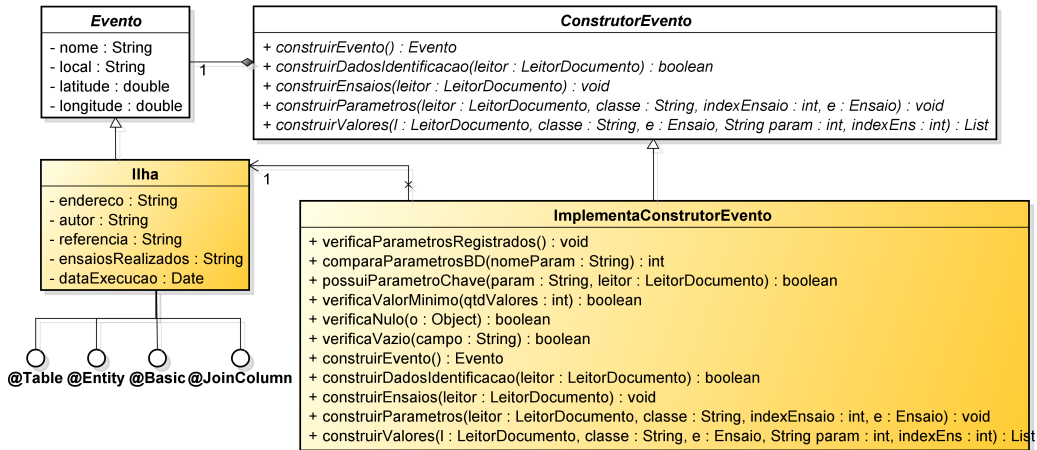 Evento
- nome : String
- local : String
- latitude : double
- longitude : double
1
ConstrutorEvento
+ construirEvento() : Evento
+ construirDadosIdentificacao(leitor : LeitorDocumento) : boolean
+ construirEnsaios(leitor : LeitorDocumento) : void
+ construirParametros(leitor : LeitorDocumento, classe : String, indexEnsaio : int, e : Ensaio) : void
+ construirValores(l : LeitorDocumento, classe : String, e : Ensaio, String param : int, indexEns : int) : List
Ilha
- endereco : String
- autor : String
- referencia : String
- ensaiosRealizados : String
- dataExecucao : Date
1
@Table @Entity @Basic @JoinColumn
ImplementaConstrutorEvento
+ verificaParametrosRegistrados() : void
+ comparaParametrosBD(nomeParam : String) : int
+ possuiParametroChave(param : String, leitor : LeitorDocumento) : boolean
+ verificaValorMinimo(qtdValores : int) : boolean
+ verificaNulo(o : Object) : boolean
+ verificaVazio(campo : String) : boolean
+ construirEvento() : Evento
+ construirDadosIdentificacao(leitor : LeitorDocumento) : boolean
+ construirEnsaios(leitor : LeitorDocumento) : void
+ construirParametros(leitor : LeitorDocumento, classe : String, indexEnsaio : int, e : Ensaio) : void
+ construirValores(l : LeitorDocumento, classe : String, e : Ensaio, String param : int, indexEns : int) : List